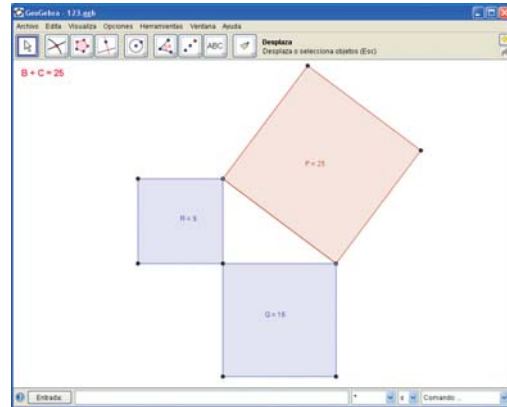 GeoGebra - 123.ggb
Archivo Edita Visualiza Opciones Herramientas Ventana Ayuda
ABC
Desplaza
Desplaza o selecciona objetos (Esc)
B + C = 25
P = 25
R = 9
Q = 16
Entrada:
Comando ...